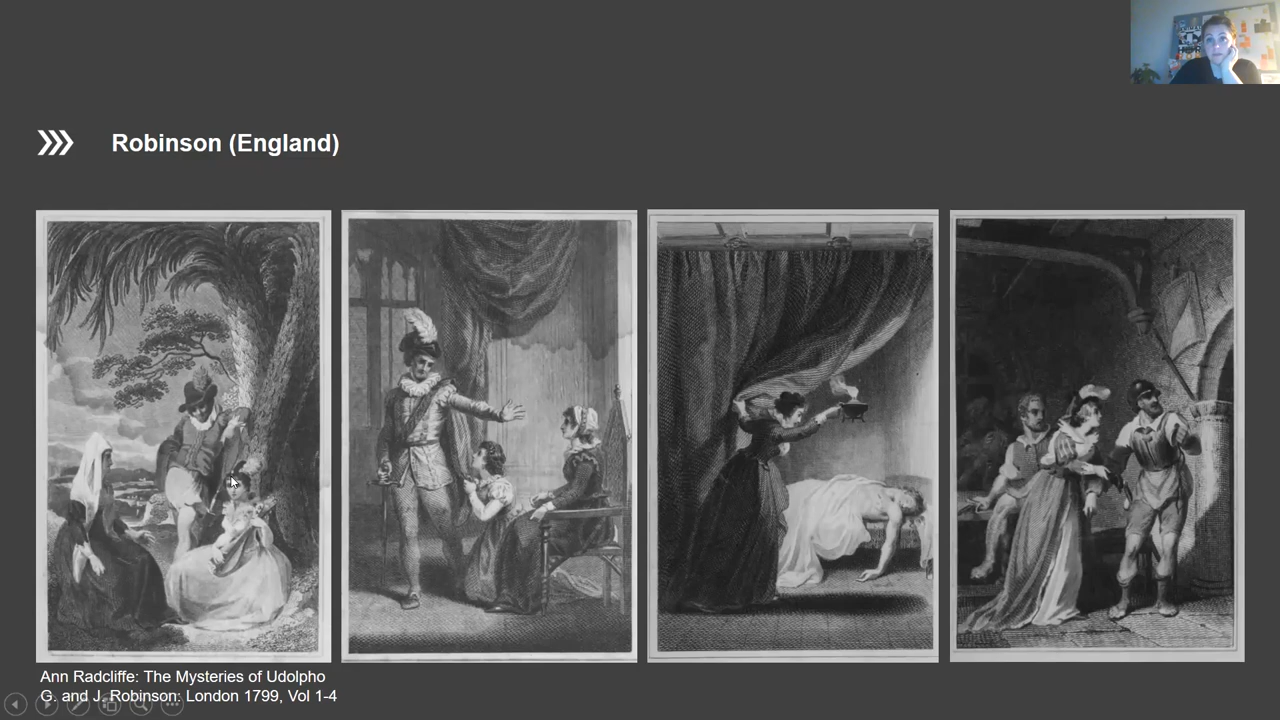 Robinson (England)
Ann Radcliffe: The Mysteries of Udolpho
G. and J. Robinson: London 1799, Vol 1-4